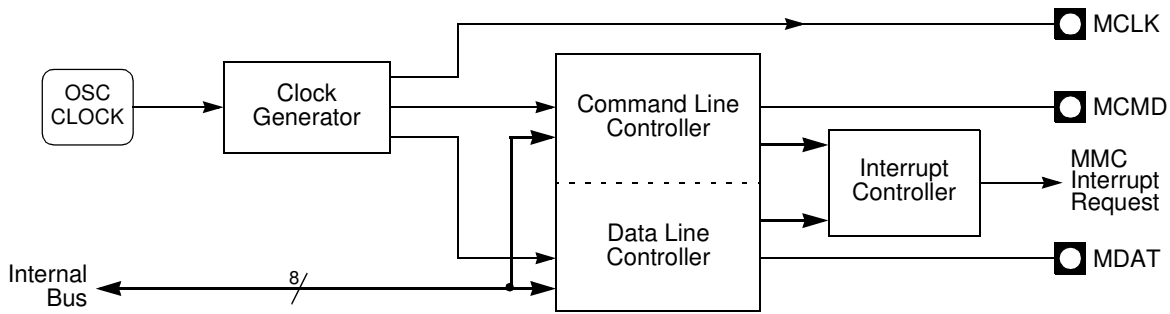 MCLK
OSC
CLOCK
Clock
Generator
Command Line
Controller
MCMD
Interrupt
Controller
MMC
Interrupt
Request
Data Line
Controller
MDAT
Internal
Bus
8